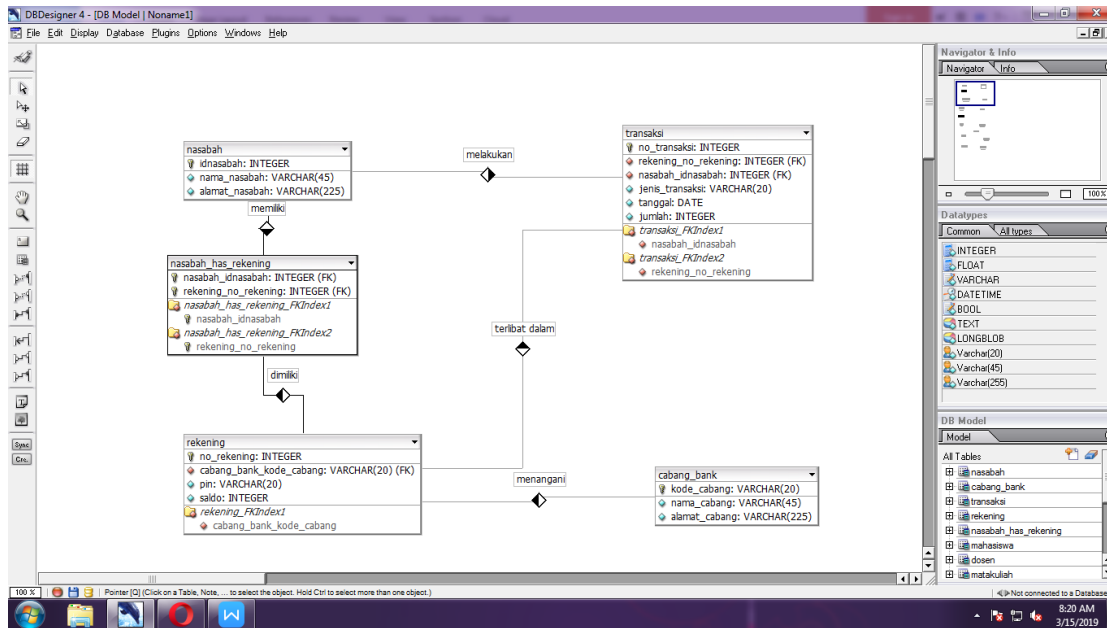 DBDesigner 4 - [DB Model | Noname1]
File Edit Display Database Plugins Options Windows Help
nasabah
idnasabah: INTEGER
nama_nasabah: VARCHAR(45)
alamat_nasabah: VARCHAR(225)
melakukan
transaksi
no_transaksi: INTEGER
rekening_no_rekening: INTEGER (FK)
nasabah_idnasabah: INTEGER (FK)
jenis_transaksi: VARCHAR(20)
tanggal: DATE
jumlah: INTEGER
transaksi_FKIndex1
nasabah_idnasabah
transaksi_FKIndex2
rekening_no_rekening
memiliki
nasabah_has_rekening
nasabah_idnasabah: INTEGER (FK)
rekening_no_rekening: INTEGER (FK)
nasabah_has_rekening_FKIndex1
nasabah_idnasabah
nasabah_has_rekening_FKIndex2
rekening_no_rekening
terlibat dalam
dimiliki
rekening
no_rekening: INTEGER
cabang_bank_kode_cabang: VARCHAR(20) (FK)
pin: VARCHAR(20)
saldo: INTEGER
rekening_FKIndex1
cabang_bank_kode_cabang
menangani
cabang_bank
kode_cabang: VARCHAR(20)
nama_cabang: VARCHAR(45)
alamat_cabang: VARCHAR(225)
Navigator & Info
Navigator Info
100%
Datatypes
Common All types
INTEGER
FLOAT
VARCHAR
DATETIME
BOOL
TEXT
LONGBLOB
Varchar(20)
Varchar(45)
Varchar(255)
DB Model
Model
All Tables
nasabah
cabang_bank
transaksi
rekening
nasabah_has_rekening
mahasiswa
dosen
matakuliah
Sync
Cre.
100 % Pointer [Q] (Click on a Table, Note, ... to select the object. Hold Ctrl to select more than one object.) Not connected to a Database
8:20 AM
3/15/2019